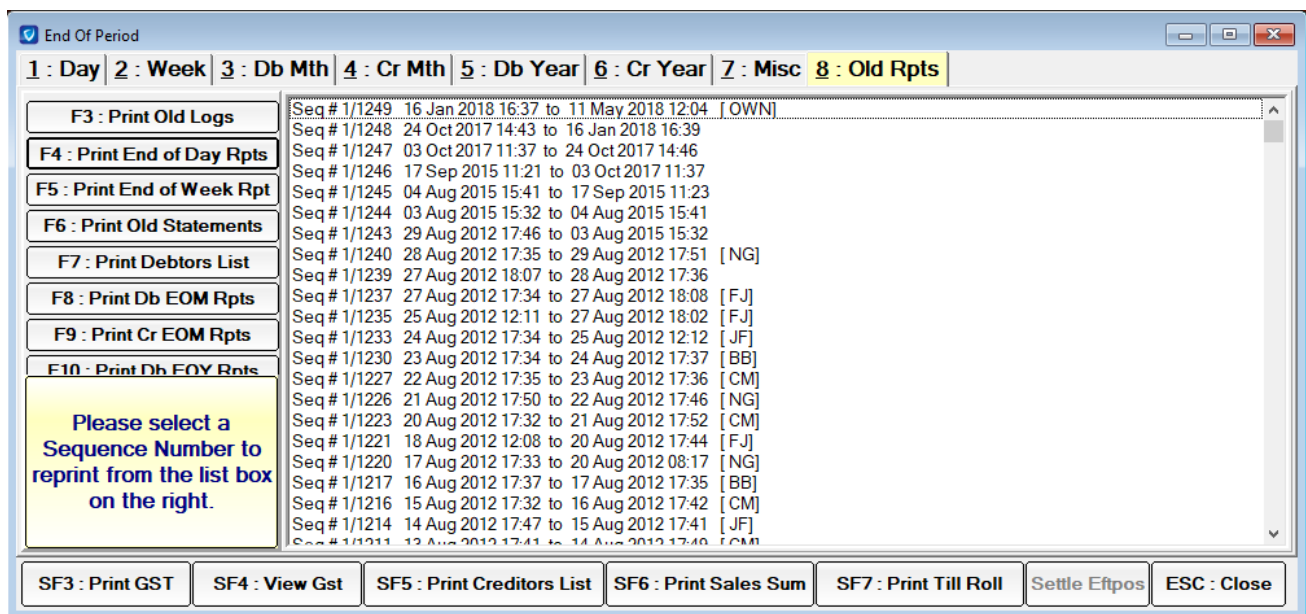 End Of Period
1 : Day 2 : Week 3 : Db Mth 4 : Cr Mth 5 : Db Year 6 : Cr Year 7 : Misc 8 : Old Rpts
F3 : Print Old Logs
F4 : Print End of Day Rpts
F5 : Print End of Week Rpt
F6 : Print Old Statements
F7 : Print Debtors List
F8 : Print Db EOM Rpts
F9 : Print Cr EOM Rpts
F10 : Print Db EOY Rpts
Please select a
Sequence Number to
reprint from the list box
on the right.
Seq # 1/1249 16 Jan 2018 16:37 to 11 May 2018 12:04 [ OWN]
Seq # 1/1248 24 Oct 2017 14:43 to 16 Jan 2018 16:39
Seq # 1/1247 03 Oct 2017 11:37 to 24 Oct 2017 14:46
Seq # 1/1246 17 Sep 2015 11:21 to 03 Oct 2017 11:37
Seq # 1/1245 04 Aug 2015 15:41 to 17 Sep 2015 11:23
Seq # 1/1244 03 Aug 2015 15:32 to 04 Aug 2015 15:41
Seq # 1/1243 29 Aug 2012 17:46 to 03 Aug 2015 15:32
Seq # 1/1240 28 Aug 2012 17:35 to 29 Aug 2012 17:51 [ NG]
Seq # 1/1239 27 Aug 2012 18:07 to 28 Aug 2012 17:36
Seq # 1/1237 27 Aug 2012 17:34 to 27 Aug 2012 18:08 [ FJ]
Seq # 1/1235 25 Aug 2012 12:11 to 27 Aug 2012 18:02 [ FJ]
Seq # 1/1233 24 Aug 2012 17:34 to 25 Aug 2012 12:12 [ JF]
Seq # 1/1230 23 Aug 2012 17:34 to 24 Aug 2012 17:37 [ BB]
Seq # 1/1227 22 Aug 2012 17:35 to 23 Aug 2012 17:36 [ CM]
Seq # 1/1226 21 Aug 2012 17:50 to 22 Aug 2012 17:46 [ NG]
Seq # 1/1223 20 Aug 2012 17:32 to 21 Aug 2012 17:52 [ CM]
Seq # 1/1221 18 Aug 2012 12:08 to 20 Aug 2012 17:44 [ FJ]
Seq # 1/1220 17 Aug 2012 17:33 to 20 Aug 2012 08:17 [ NG]
Seq # 1/1217 16 Aug 2012 17:37 to 17 Aug 2012 17:35 [ BB]
Seq # 1/1216 15 Aug 2012 17:32 to 16 Aug 2012 17:42 [ CM]
Seq # 1/1214 14 Aug 2012 17:47 to 15 Aug 2012 17:41 [ JF]
Seq # 1/1211 13 Aug 2012 17:41 to 14 Aug 2012 17:49 [ CM]
SF3 : Print GST SF4 : View Gst SF5 : Print Creditors List SF6 : Print Sales Sum SF7 : Print Till Roll Settle Eftpos ESC : Close